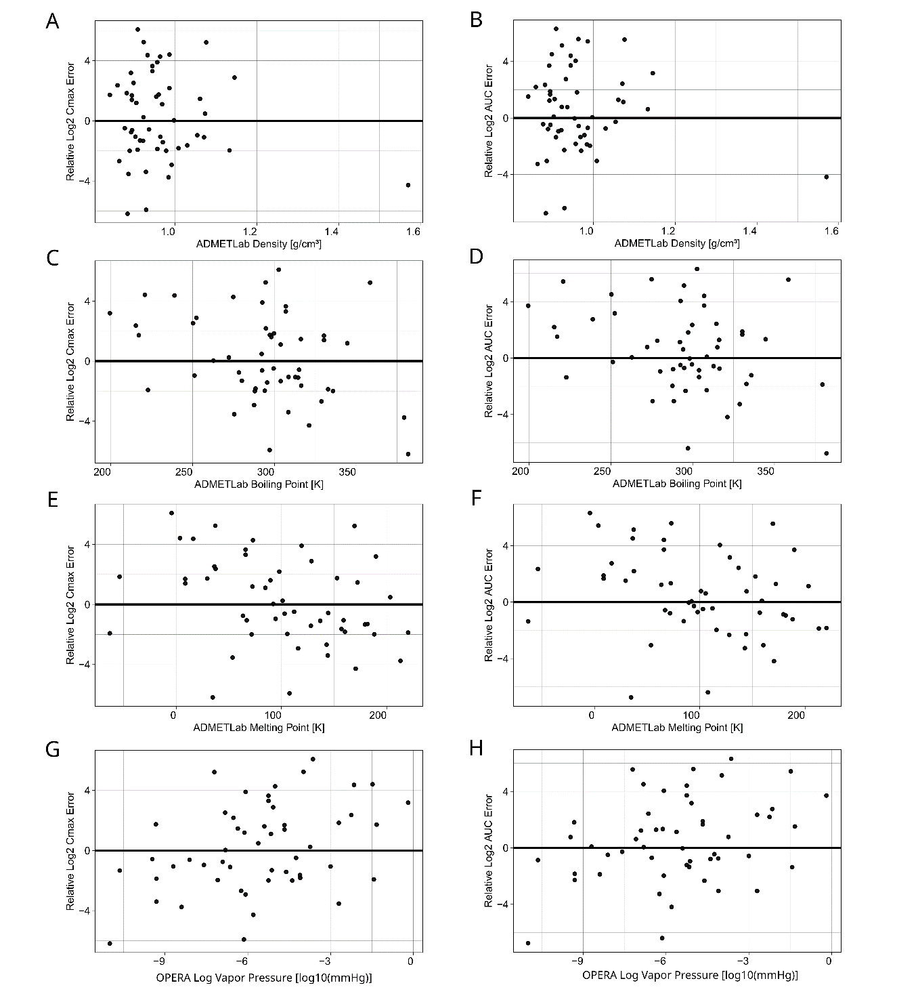 A
Relative Log2 Cmax Error
4
0
−4
1.0 1.2 1.4 1.6
ADMETLab Density [g/cm³]
B
Relative Log2 AUC Error
4
0
−4
1.0 1.2 1.4 1.6
ADMETLab Density [g/cm³]
C
Relative Log2 Cmax Error
4
0
−4
200 250 300 350
ADMETLab Boiling Point [K]
D
Relative Log2 AUC Error
4
0
−4
200 250 300 350
ADMETLab Boiling Point [K]
E
Relative Log2 Cmax Error
4
0
−4
0 100 200
ADMETLab Melting Point [K]
F
Relative Log2 AUC Error
4
0
−4
0 100 200
ADMETLab Melting Point [K]
G
Relative Log2 Cmax Error
4
0
−4
−9 −6 −3 0
OPERA Log Vapor Pressure [log10(mmHg)]
H
Relative Log2 AUC Error
4
0
−4
−9 −6 −3 0
OPERA Log Vapor Pressure [log10(mmHg)]